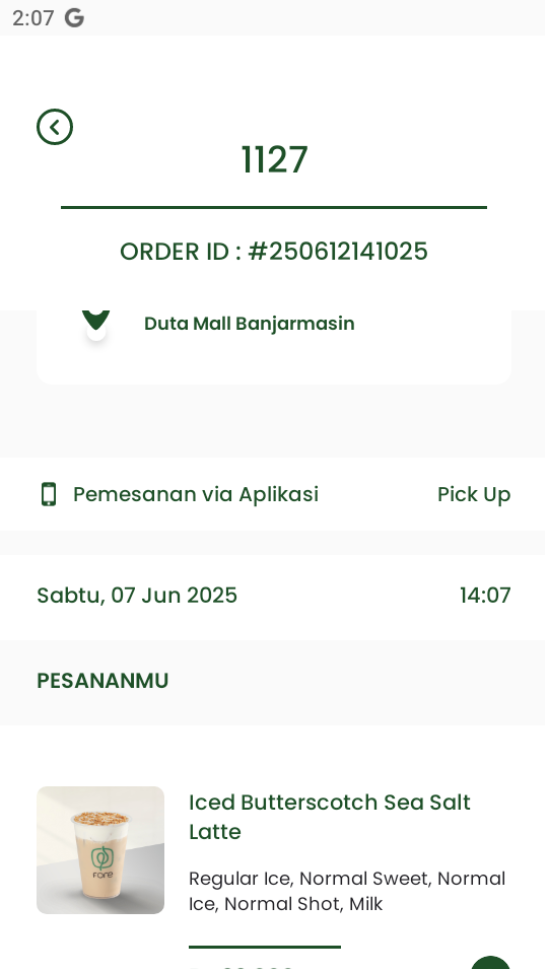 2:07 G
1127
ORDER ID : #250612141025
Duta Mall Banjarmasin
Pemesanan via Aplikasi Pick Up
Sabtu, 07 Jun 2025 14:07
PESANANMU
Iced Butterscotch Sea Salt
Latte
fore
Regular Ice, Normal Sweet, Normal
Ice, Normal Shot, Milk